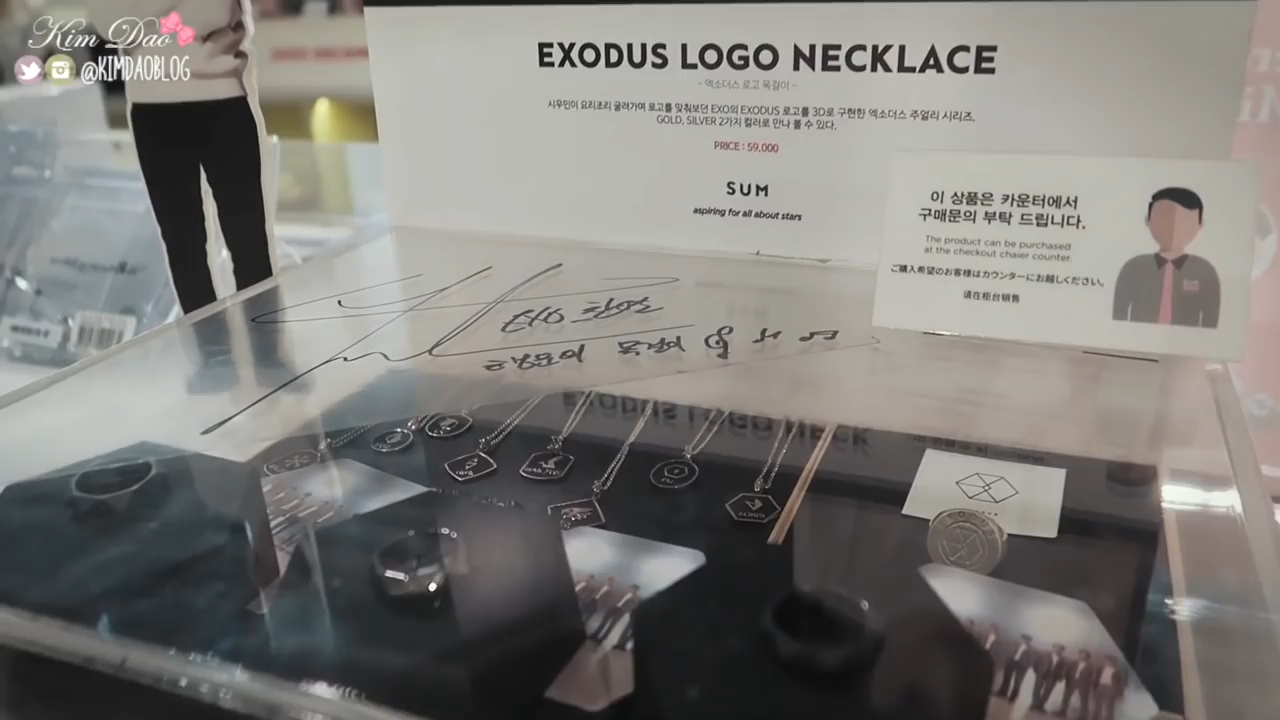 Kim Dao
@KIMDAOBLOG
EXODUS LOGO NECKLACE
- 엑소더스 로고 목걸이 -
시우민이 요리조리 굴려가며 로고를 맞춰보던 EXO의 EXODUS 로고를 3D로 구현한 엑소더스 주얼리 시리즈.
GOLD, SILVER 2가지 컬러로 만나 볼 수 있다.
PRICE : 59,000
SUM
aspiring for all about stars
이 상품은 카운터에서
구매문의 부탁 드립니다.
The product can be purchased
at the checkout chaier counter.
ご購入希望のお客様はカウンターにお越しください。
请在柜台销售
EXO 찬열
목걸이
EXODUS LOGO NECK